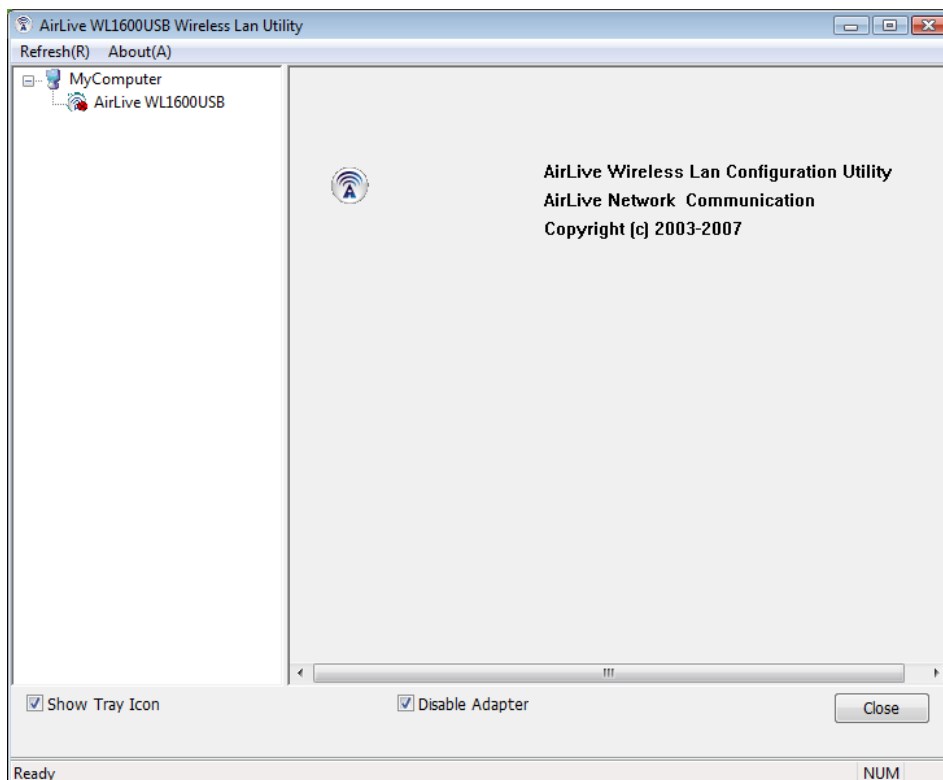 AirLive WL1600USB Wireless Lan Utility
Refresh(R) About(A)
MyComputer
AirLive WL1600USB
A
AirLive Wireless Lan Configuration Utility
AirLive Network Communication
Copyright (c) 2003-2007
Show Tray Icon
Disable Adapter
Close
Ready
NUM